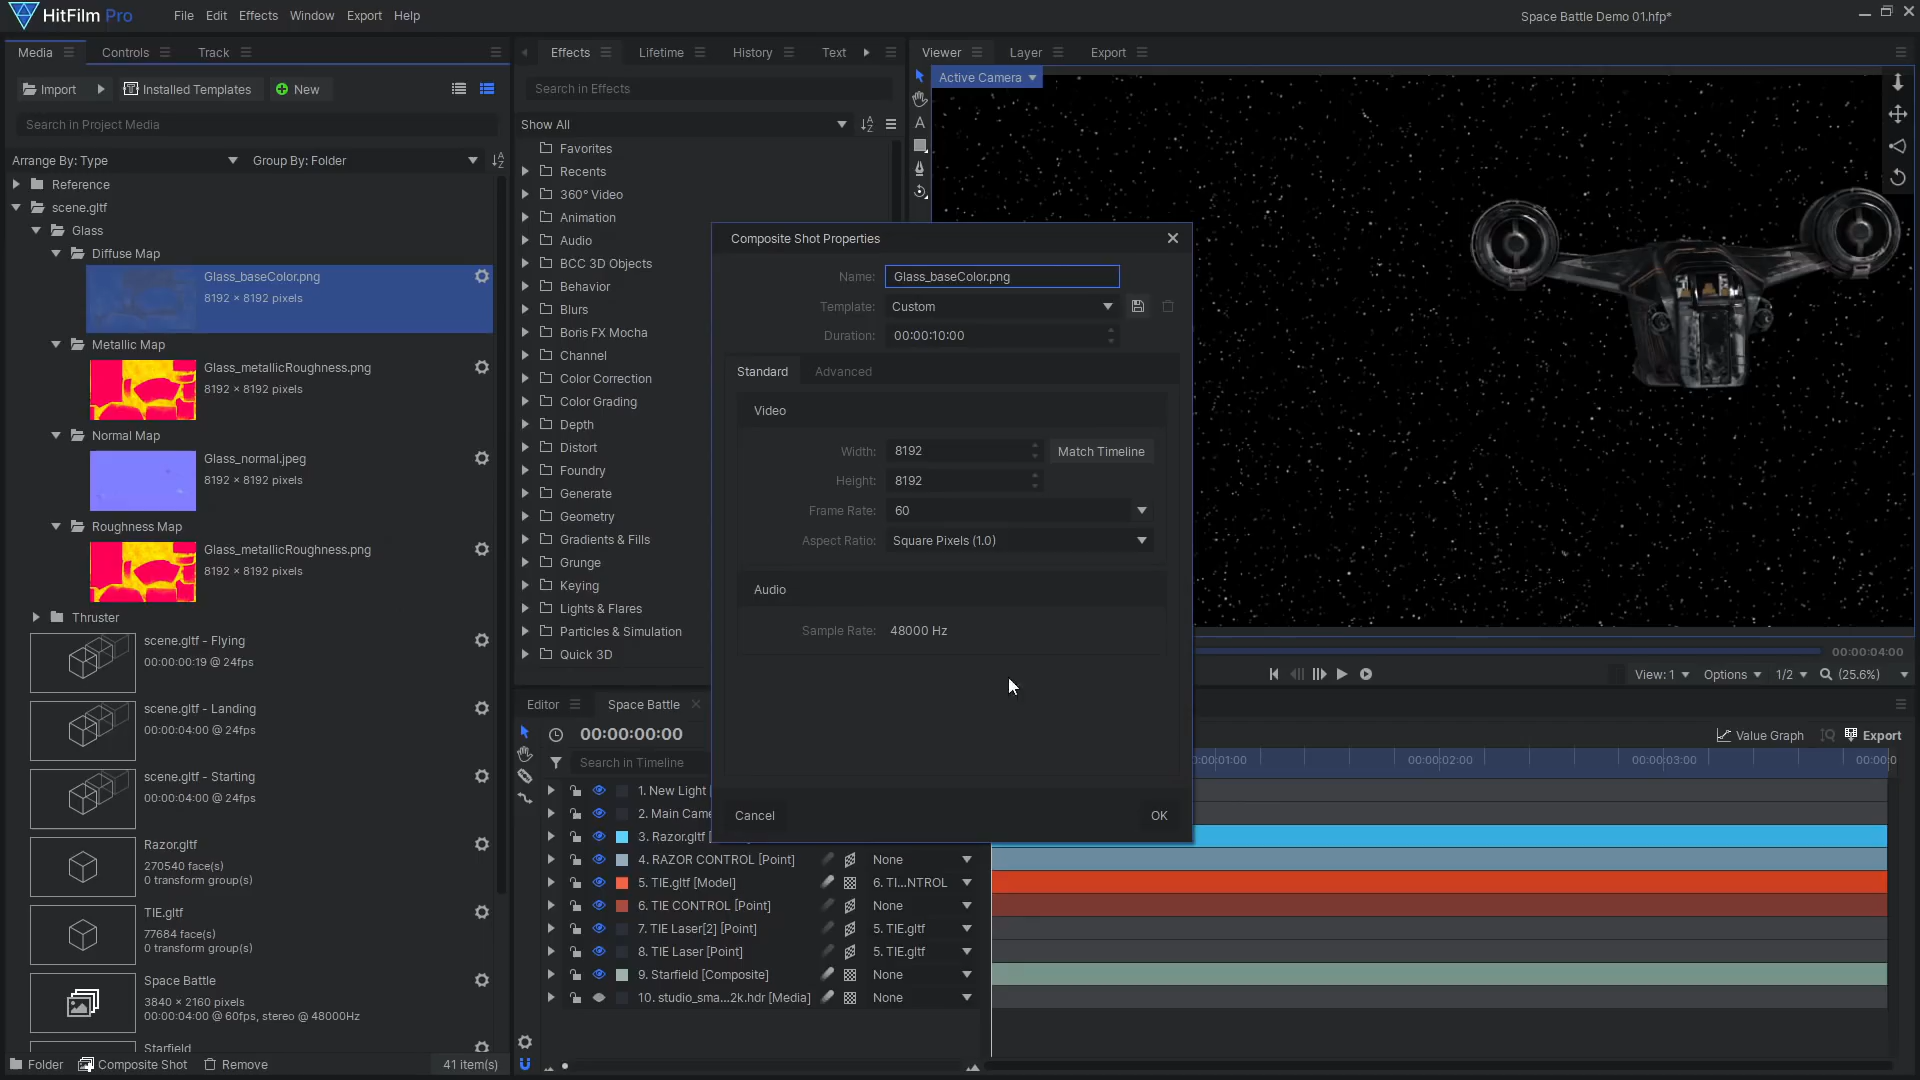 HitFilm Pro
File
Edit
Effects
Window
Export
Help
Space Battle Demo 01.hfp*
Media
Controls
Track
Import
Installed Templates
New
Search in Project Media
Arrange By: Type
Group By: Folder
Reference
scene.gltf
Glass
Diffuse Map
Glass_baseColor.png
8192 × 8192 pixels
Metallic Map
Glass_metallicRoughness.png
8192 × 8192 pixels
Normal Map
Glass_normal.jpeg
8192 × 8192 pixels
Roughness Map
Glass_metallicRoughness.png
8192 × 8192 pixels
Thruster
scene.gltf - Flying
00:00:00:19 @ 24fps
scene.gltf - Landing
00:00:04:00 @ 24fps
scene.gltf - Starting
00:00:04:00 @ 24fps
Razor.gltf
270540 face(s)
0 transform group(s)
TIE.gltf
77684 face(s)
0 transform group(s)
Space Battle
3840 × 2160 pixels
00:00:04:00 @ 60fps, stereo @ 48000Hz
Starfield
Folder
Composite Shot
Remove
41 item(s)
Effects
Lifetime
History
Text
Search in Effects
Show All
Favorites
Recents
360° Video
Animation
Audio
BCC 3D Objects
Behavior
Blurs
Boris FX Mocha
Channel
Color Correction
Color Grading
Depth
Distort
Foundry
Generate
Geometry
Gradients & Fills
Grunge
Keying
Lights & Flares
Particles & Simulation
Quick 3D
Viewer
Layer
Export
Active Camera
A
00:00:04:00
View: 1
Options
1/2
(25.6%)
Composite Shot Properties
Name: Glass_baseColor.png
Template: Custom
Duration: 00:00:10:00
Standard
Advanced
Video
Width: 8192
Match Timeline
Height: 8192
Frame Rate: 60
Aspect Ratio: Square Pixels (1.0)
Audio
Sample Rate: 48000 Hz
Cancel
OK
Editor
Space Battle
00:00:00:00
Value Graph
Export
Search in Timeline
00:00:02:00
00:00:03:00
1. New Light
2. Main Came
3. Razor.gltf
4. RAZOR CONTROL [Point]
None
5. TIE.gltf [Model]
6. TI...NTROL
6. TIE CONTROL [Point]
None
7. TIE Laser[2] [Point]
5. TIE.gltf
8. TIE Laser [Point]
5. TIE.gltf
9. Starfield [Composite]
None
10. studio_sma...2k.hdr [Media]
None